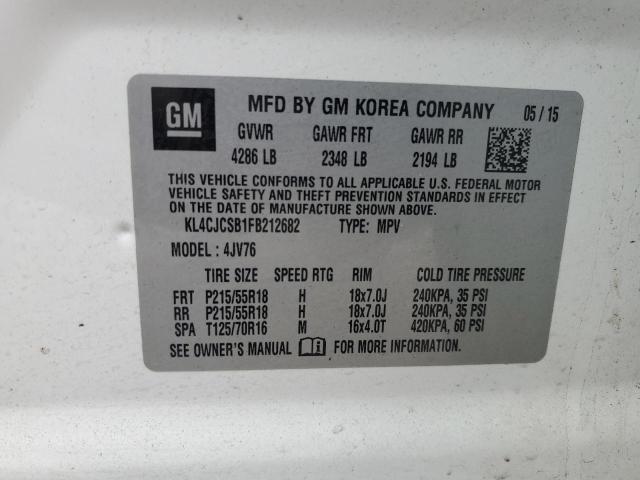 GM
MFD BY GM KOREA COMPANY 05 / 15
GVWR GAWR FRT GAWR RR
4286 LB 2348 LB 2194 LB
THIS VEHICLE CONFORMS TO ALL APPLICABLE U.S. FEDERAL MOTOR
VEHICLE SAFETY AND THEFT PREVENTION STANDARDS IN EFFECT
ON THE DATE OF MANUFACTURE SHOWN ABOVE.
KL4CJCSB1FB212682 TYPE: MPV
MODEL : 4JV76
TIRE SIZE SPEED RTG RIM COLD TIRE PRESSURE
FRT P215/55R18 H 18x7.0J 240KPA, 35 PSI
RR P215/55R18 H 18x7.0J 240KPA, 35 PSI
SPA T125/70R16 M 16x4.0T 420KPA, 60 PSI
SEE OWNER'S MANUAL FOR MORE INFORMATION.